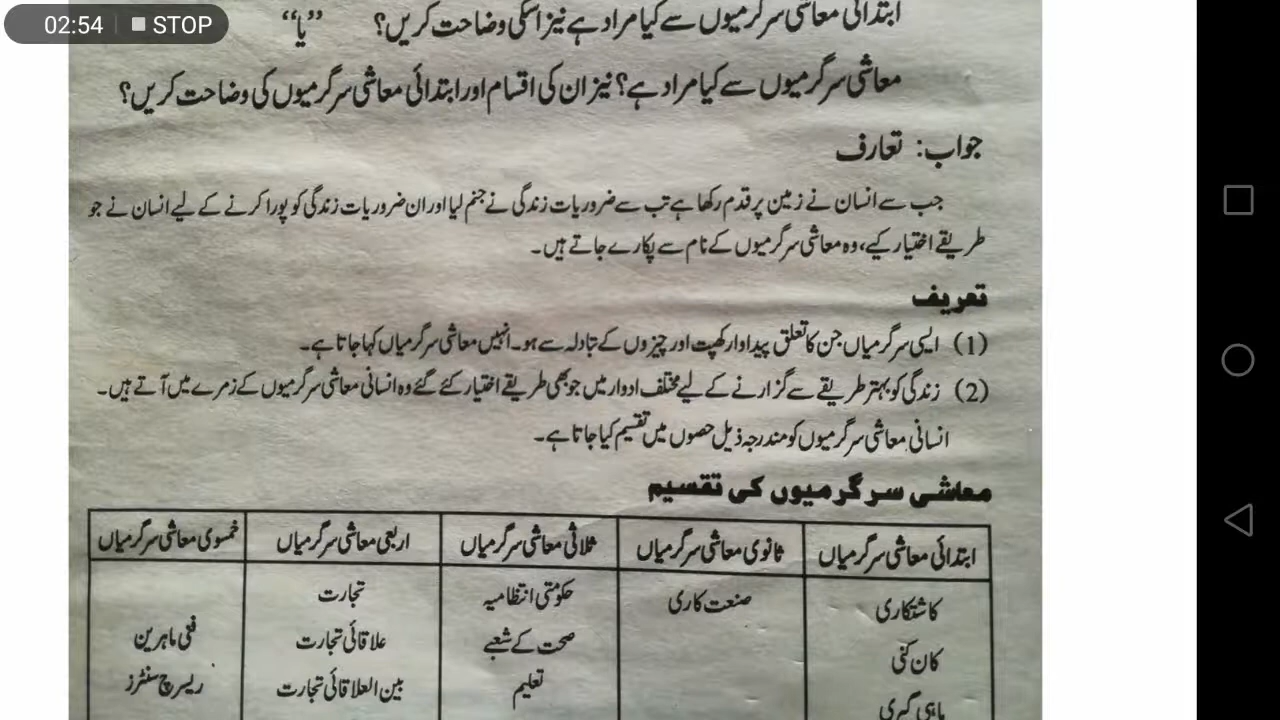 02:54 STOP
ابتدائی معاشی سرگرمیوں سے کیا مراد ہے نیز اسکی وضاحت کریں؟ ”یا“
معاشی سرگرمیوں سے کیا مراد ہے؟ نیز ان کی اقسام اور ابتدائی معاشی سرگرمیوں کی وضاحت کریں؟
جواب: تعارف
جب سے انسان نے زمین پر قدم رکھا ہے تب سے ضروریات زندگی نے جنم لیا اور ان ضروریات زندگی کو پورا کرنے کے لیے انسان نے جو
طریقے اختیار کیے، وہ معاشی سرگرمیوں کے نام سے پکارے جاتے ہیں۔
تعریف
(1) ایسی سرگرمیاں جن کا تعلق پیداوار کھپت اور چیزوں کے تبادلہ سے ہو۔ انہیں معاشی سرگرمیاں کہا جاتا ہے۔
(2) زندگی کو بہتر طریقے سے گزارنے کے لیے مختلف ادوار میں جو بھی طریقے اختیار کئے گئے وہ انسانی معاشی سرگرمیوں کے زمرے میں آتے ہیں۔
انسانی معاشی سرگرمیوں کو مندرجہ ذیل حصوں میں تقسیم کیا جاتا ہے۔
معاشی سرگرمیوں کی تقسیم
ابتدائی معاشی سرگرمیاں ثانوی معاشی سرگرمیاں ثلاثی معاشی سرگرمیاں اربعی معاشی سرگرمیاں خمسوی معاشی سرگرمیاں
کاشتکاری صنعت کاری حکومتی انتظامیہ تجارت
کان کنی صحت کے شعبے علاقائی تجارت فنی ماہرین
ماہی گیری تعلیم بین العلاقائی تجارت ریسرچ سنٹرز